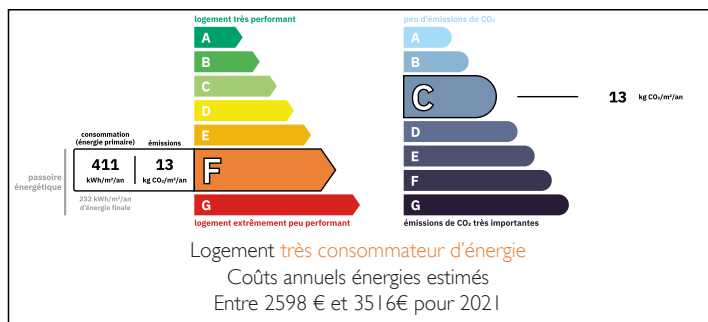 logement très performant
A
B
C
D
E
consommation
(énergie primaire)
émissions
411
kWh/m²/an
13
kg CO₂/m²/an
F
passoire
énergétique
232 kWh/m²/an
d'énergie finale
G
logement extrêmement peu performant
peu d'émissions de CO₂
A
B
C
13 kg CO₂/m²/an
D
E
F
G
émissions de CO₂ très importantes
Logement très consommateur d'énergie
Coûts annuels énergies estimés
Entre 2598 € et 3516€ pour 2021